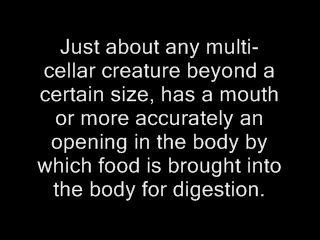 Just about any multi-
cellar creature beyond a
certain size, has a mouth
or more accurately an
opening in the body by
which food is brought into
the body for digestion.